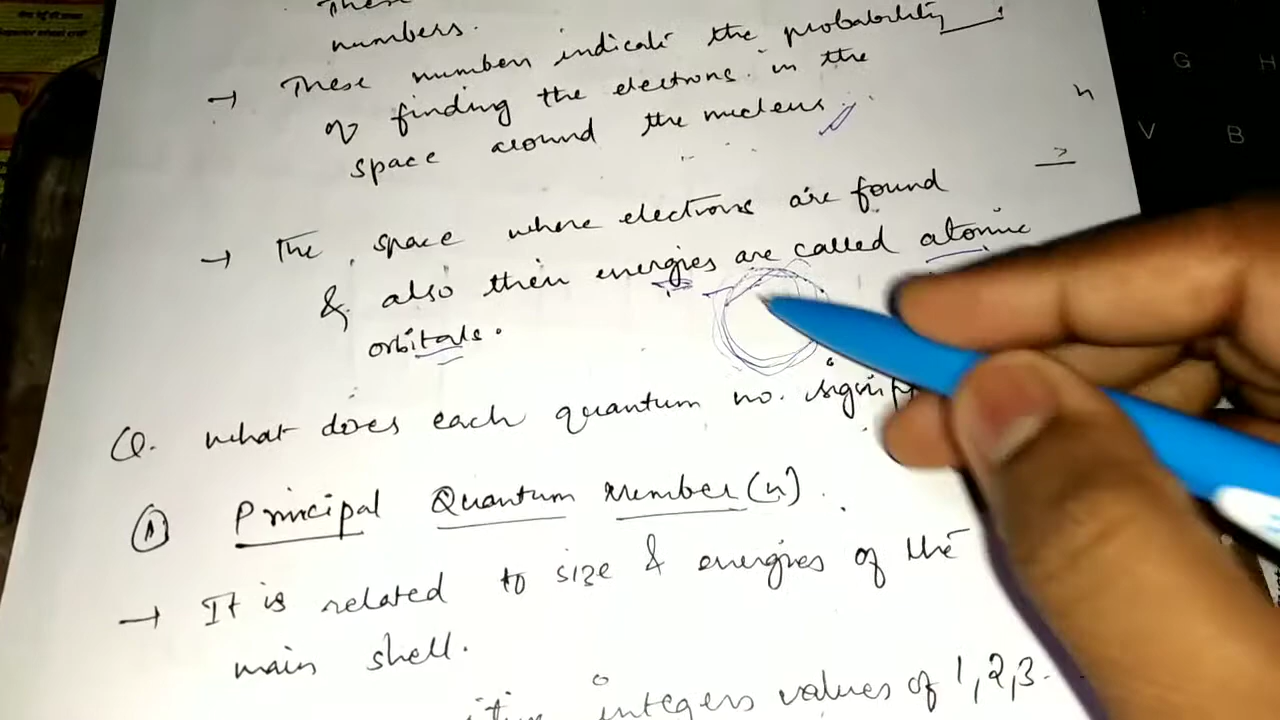 numbers.
→ These numbers indicate the probability
of finding the electrons in the
space around the nucleus
→ The space where electrons are found
& also their energies are called atomic
orbitals.
Q. What does each quantum no.
① Principal Quantum Number (n).
→ It is related to size & energies of the
main shell.
integers values of 1, 2, 3.
G H
V B